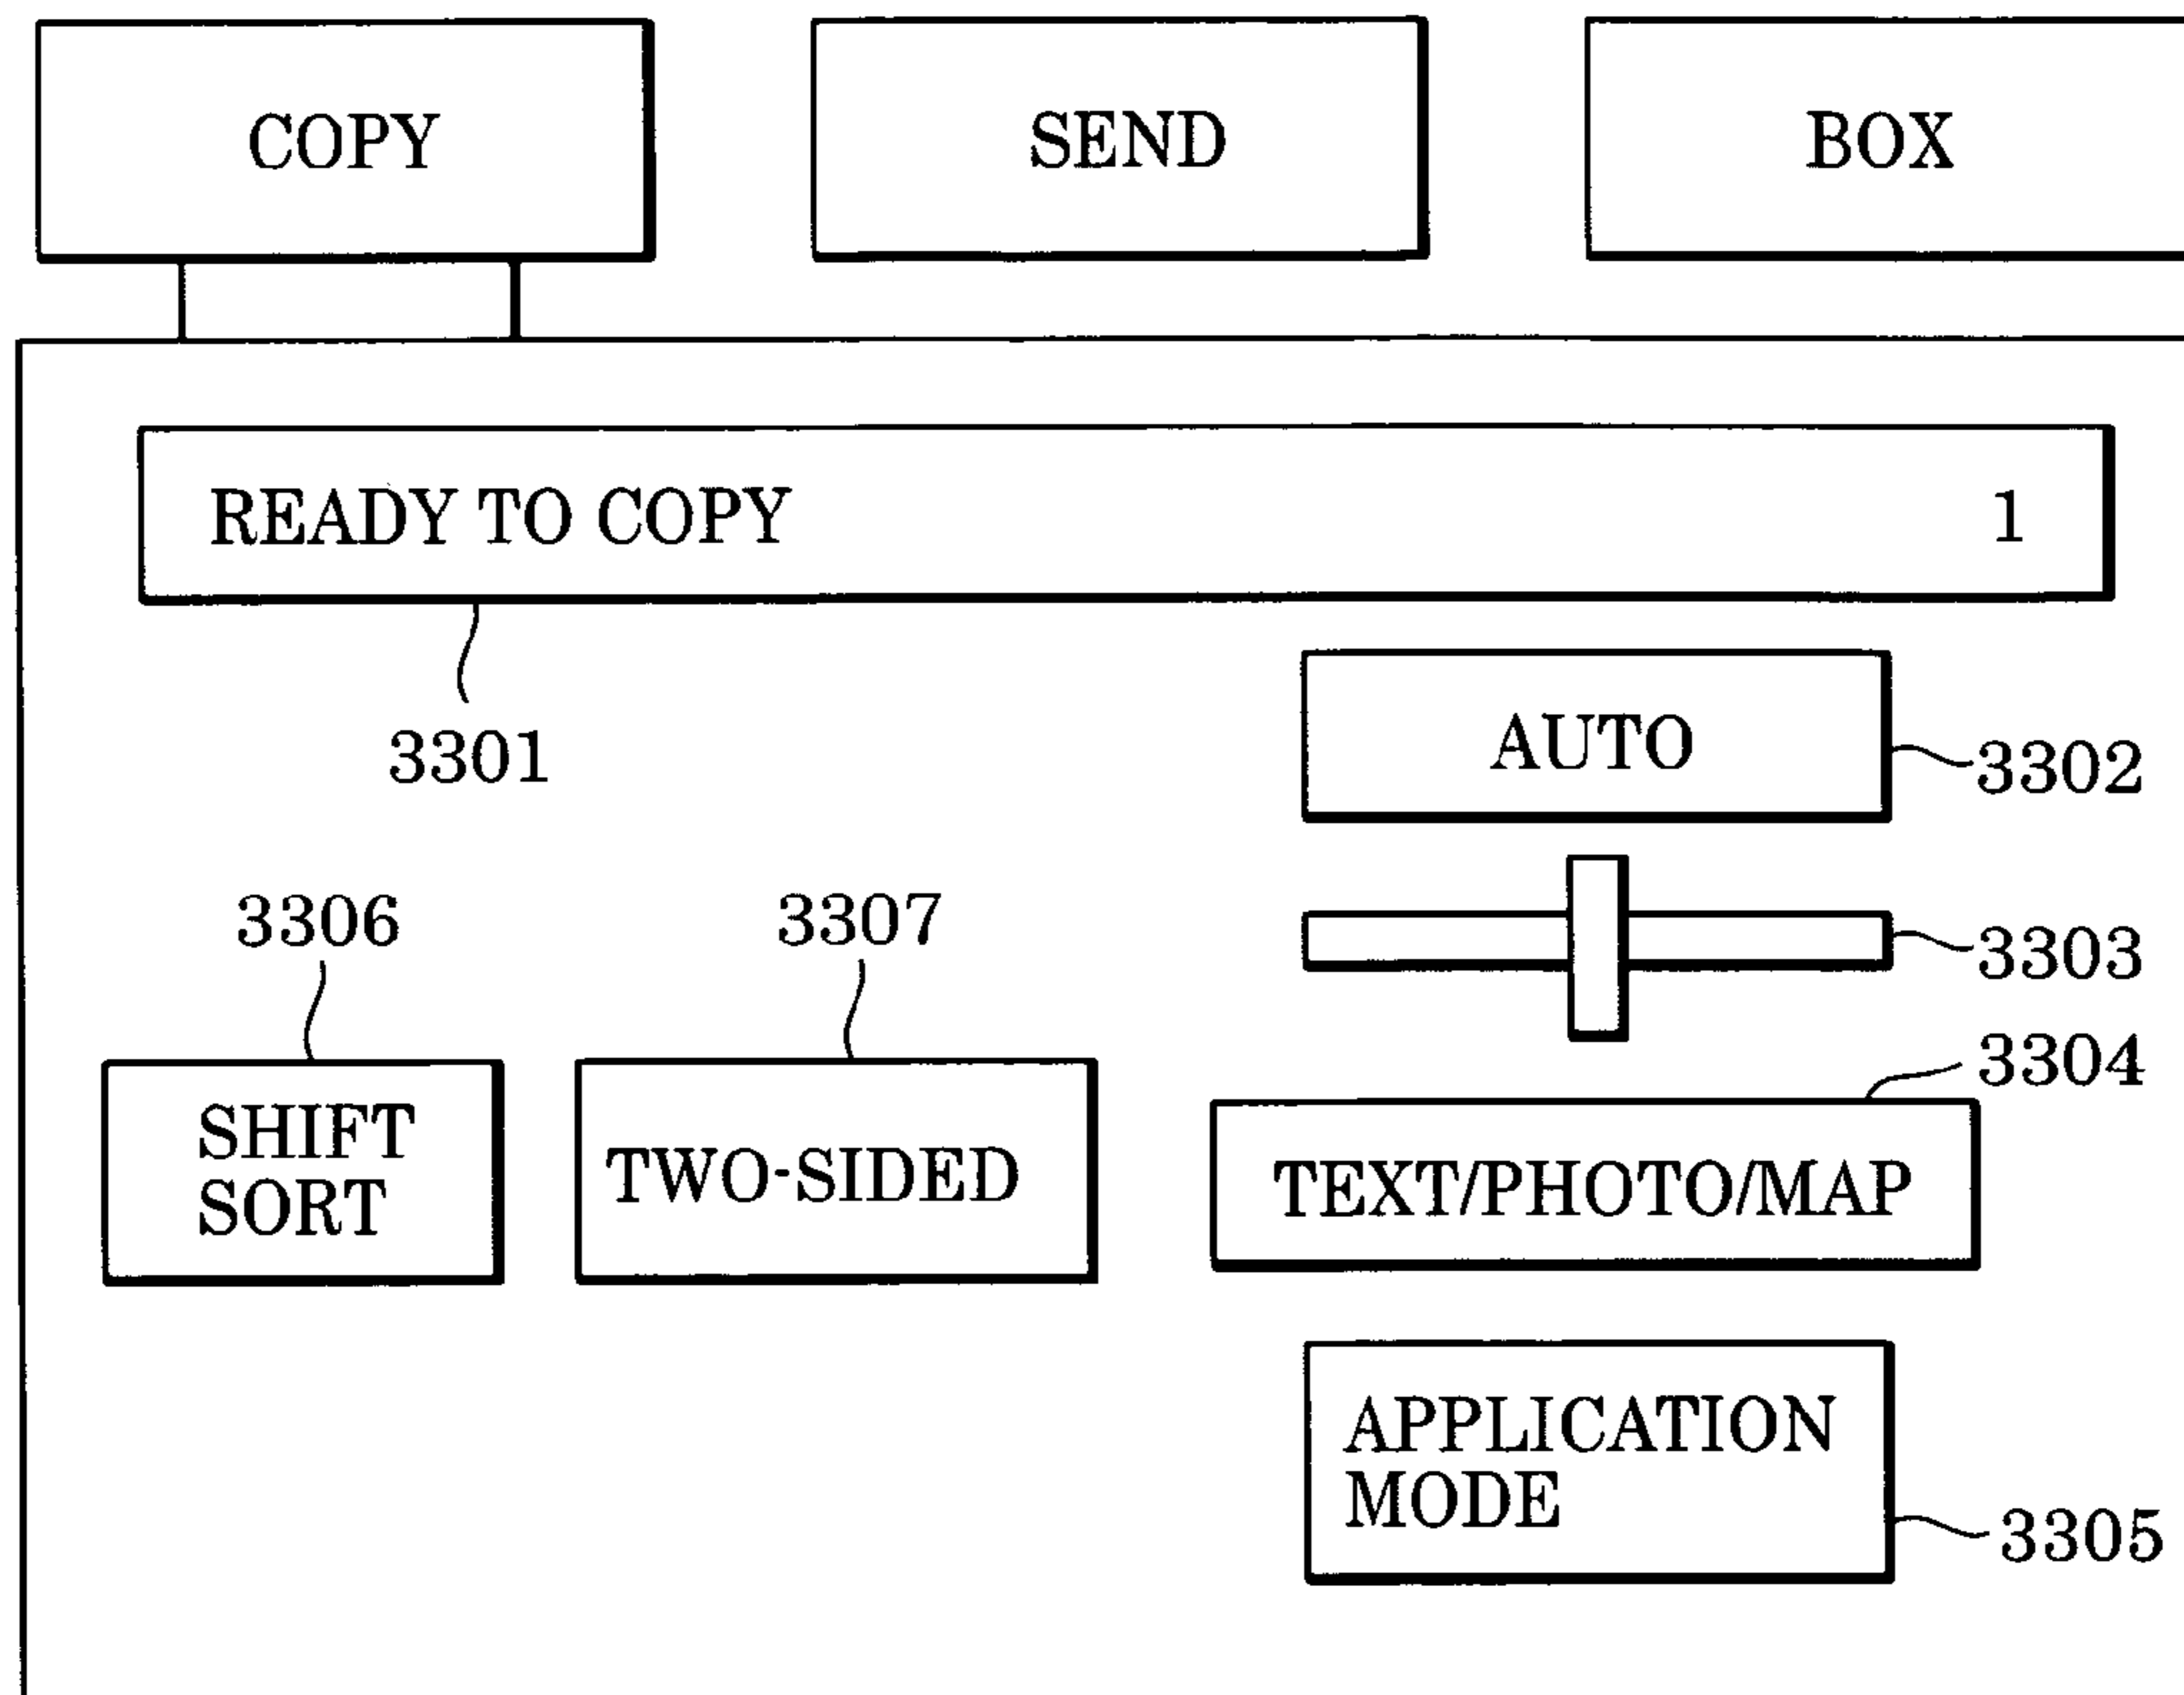 COPY
SEND
BOX
READY TO COPY 1
3301
AUTO
3302
3303
3306
3307
3304
SHIFT
SORT
TWO-SIDED
TEXT/PHOTO/MAP
APPLICATION
MODE
3305